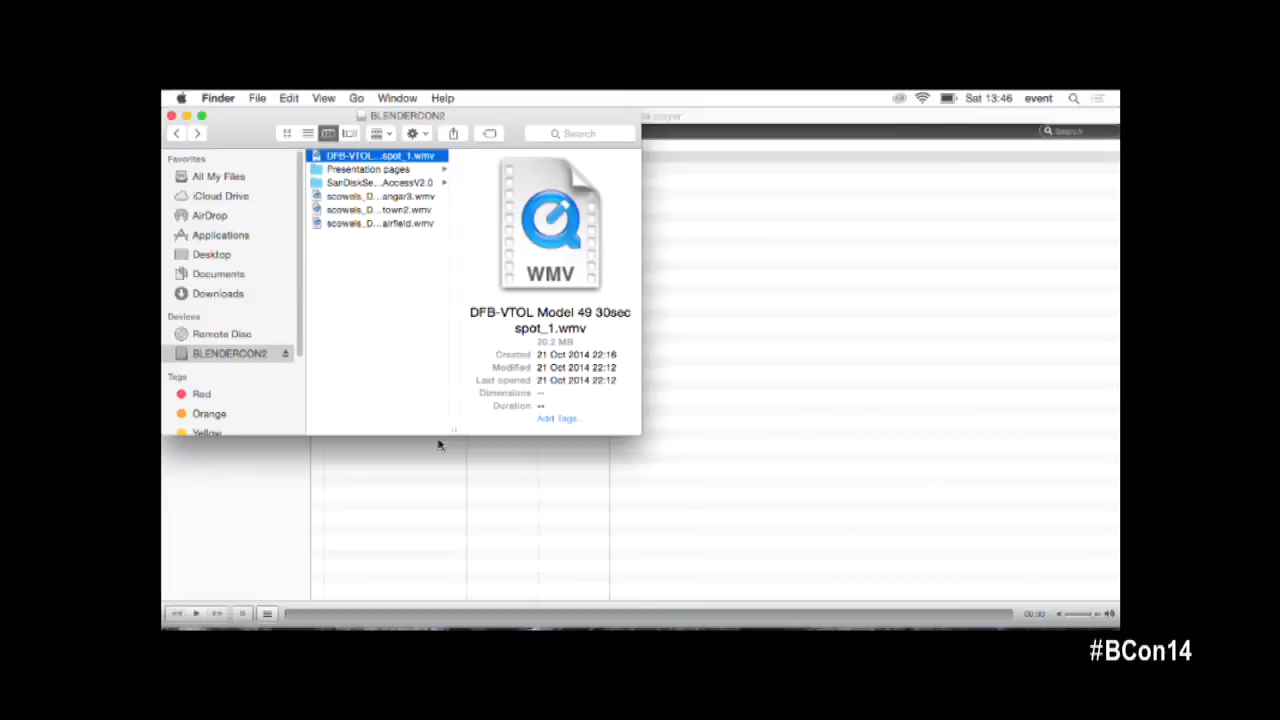 Finder File Edit View Go Window Help
Sat 13:46 event
BLENDERCON2
Search
Search
Favorites
All My Files
iCloud Drive
AirDrop
Applications
Desktop
Documents
Downloads
Devices
Remote Disc
BLENDERCON2
Tags
Red
Orange
Yellow
DFB-VTOL...spot_1.wmv
Presentation pages
SanDiskSe...AccessV2.0
scowels_D...angar3.wmv
scowels_D...town2.wmv
scowels_D...airfield.wmv
WMV
DFB-VTOL Model 49 30sec
spot_1.wmv
20.2 MB
Created 21 Oct 2014 22:16
Modified 21 Oct 2014 22:12
Last opened 21 Oct 2014 22:12
Dimensions --
Duration --
Add Tags...
00:00
#BCon14